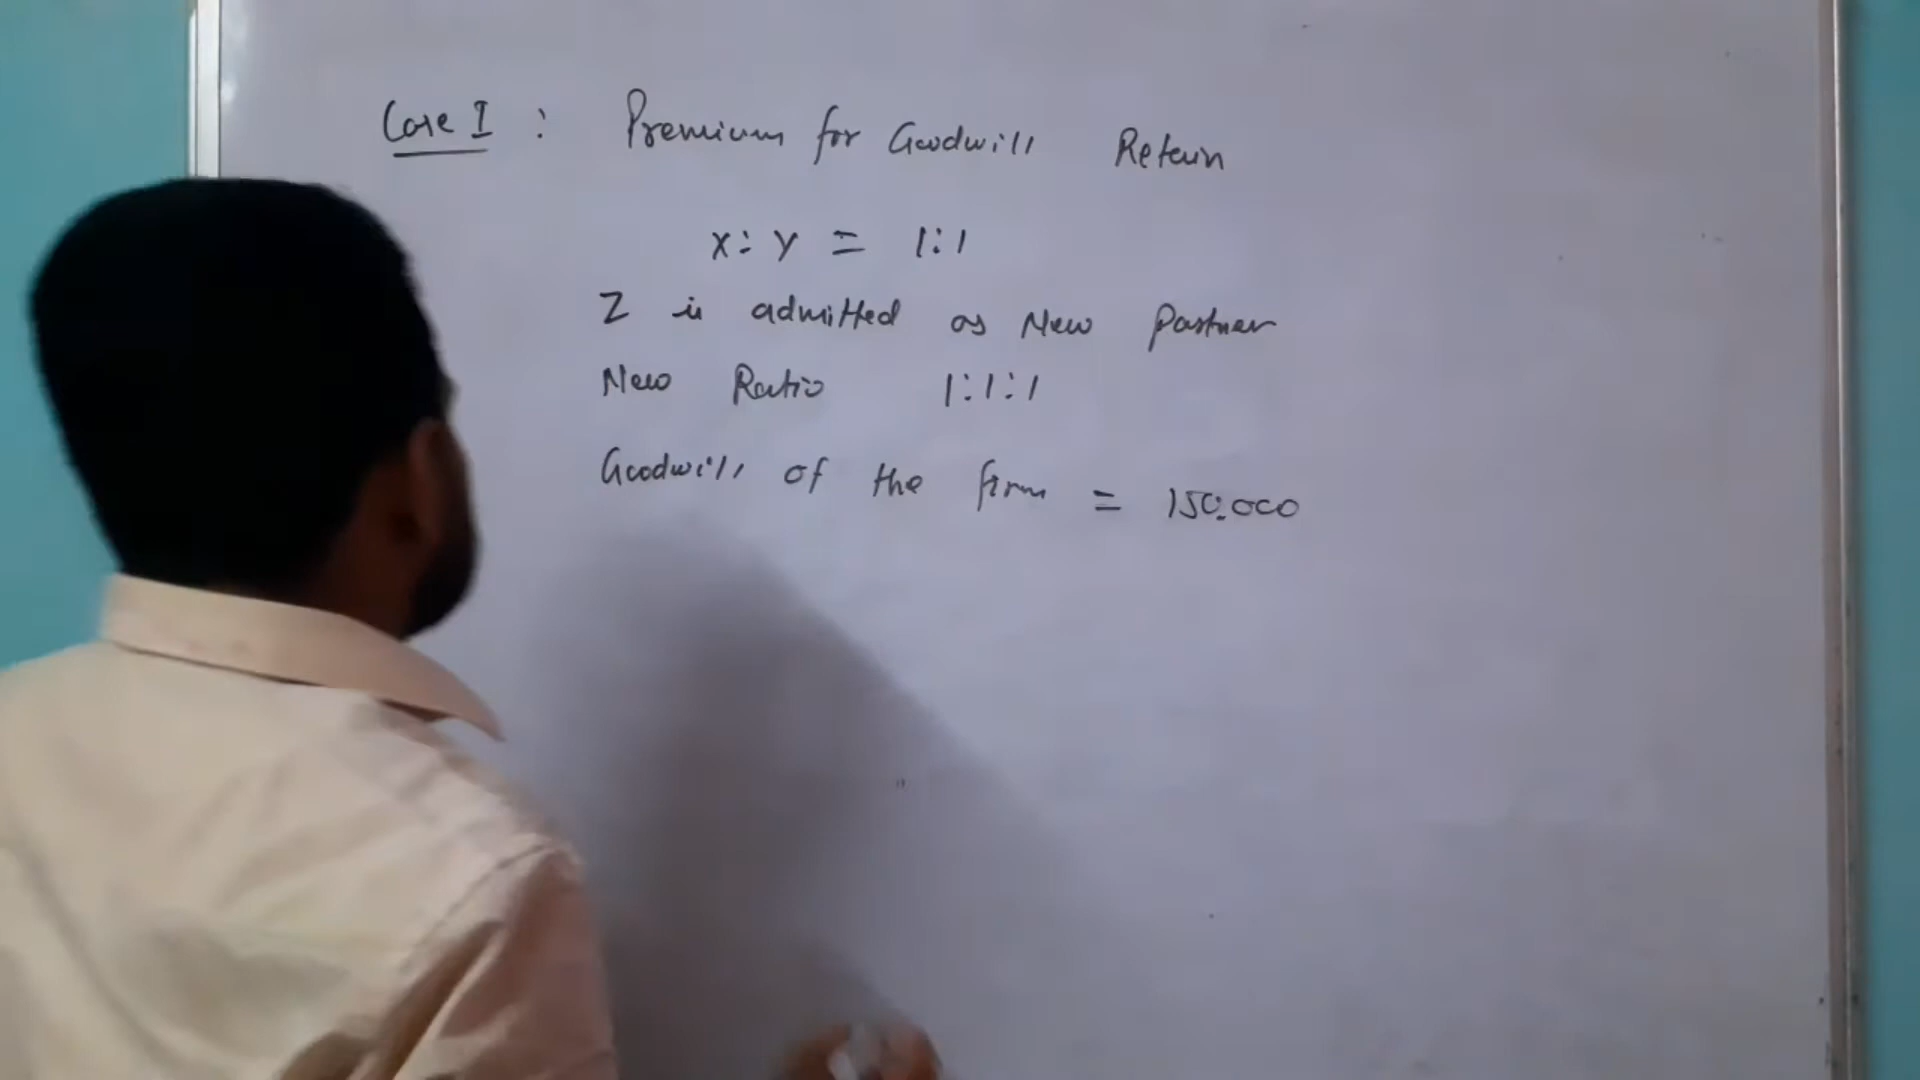 Case I : Premium for Goodwill Retain
X : Y = 1:1
Z is admitted as New Partner
New Ratio 1:1:1
Goodwill of the firm = 150,000